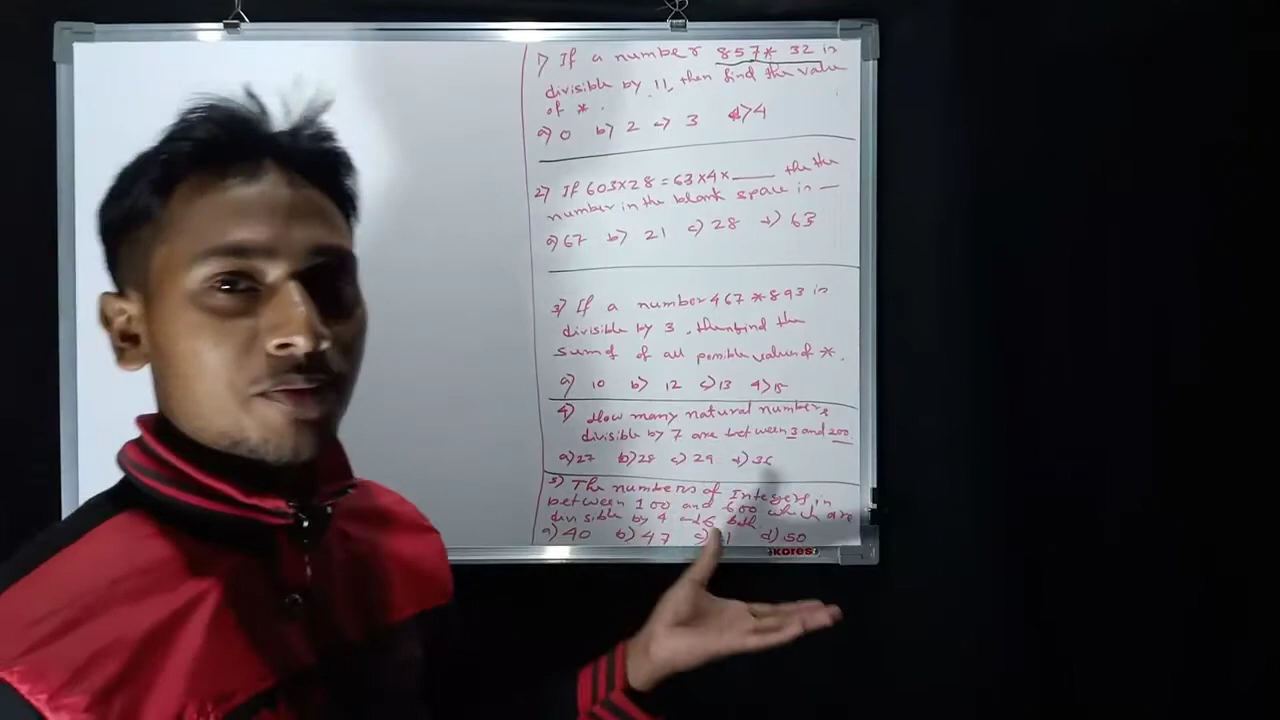 1) If a number 857* 32 is
divisible by 11, then find the value
of *.
a) 0 b) 2 c) 3 d) 4
2) If 603x28 = 63x4x____ the the
number in the blank space is —
a) 67 b) 21 c) 28 d) 63
3) If a number 467*893 is
divisible by 3, then find the
sum of of all possible value of *.
a) 10 b) 12 c) 13 d) 15
4) How many natural numbers
divisible by 7 are between 3 and 200.
a) 27 b) 28 c) 29 d) 36
5) The numbers of Integers in
between 100 and 600 which are
divisible by 4 and 6 both
a) 40 b) 47 c) d) 50
kores